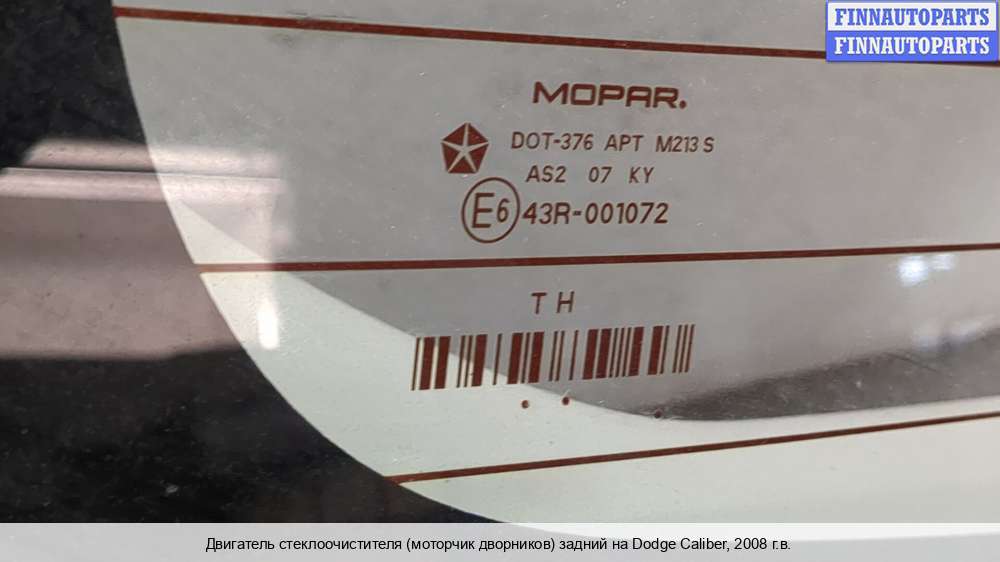 FINNAUTOPARTS
FINNAUTOPARTS
MOPAR.
DOT-376 APT M213 S
AS2 07 KY
E6 43R-001072
T H
Двигатель стеклоочистителя (моторчик дворников) задний на Dodge Caliber, 2008 г.в.